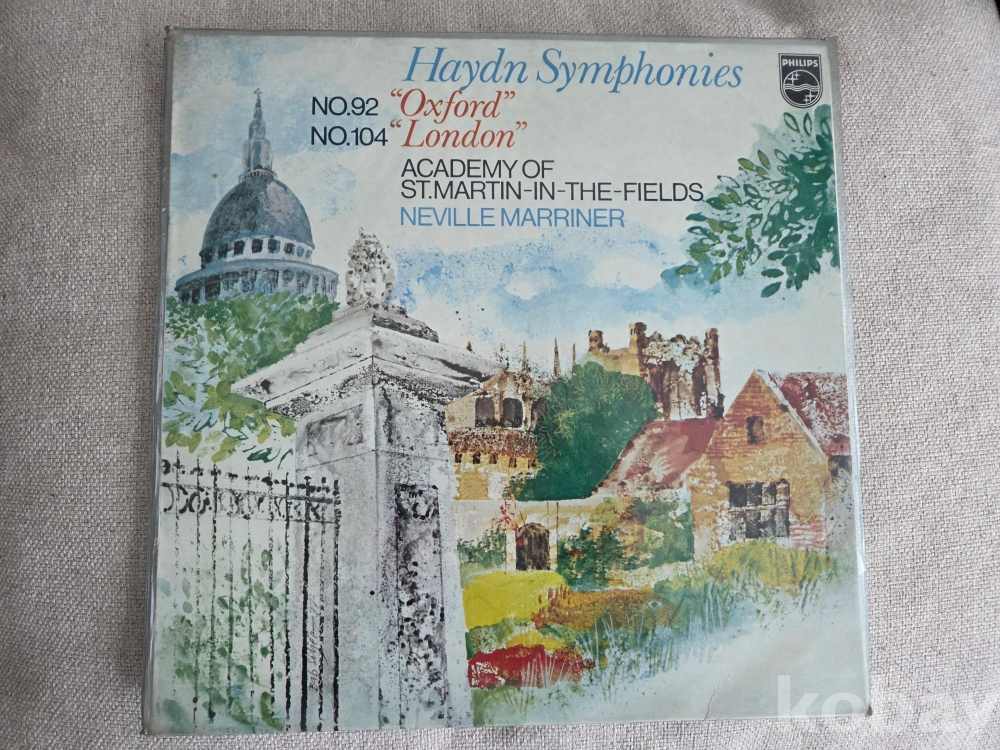 Haydn Symphonies
PHILIPS
NO.92 "Oxford"
NO.104 "London"
ACADEMY OF
ST.MARTIN-IN-THE-FIELDS
NEVILLE MARRINER
kobay